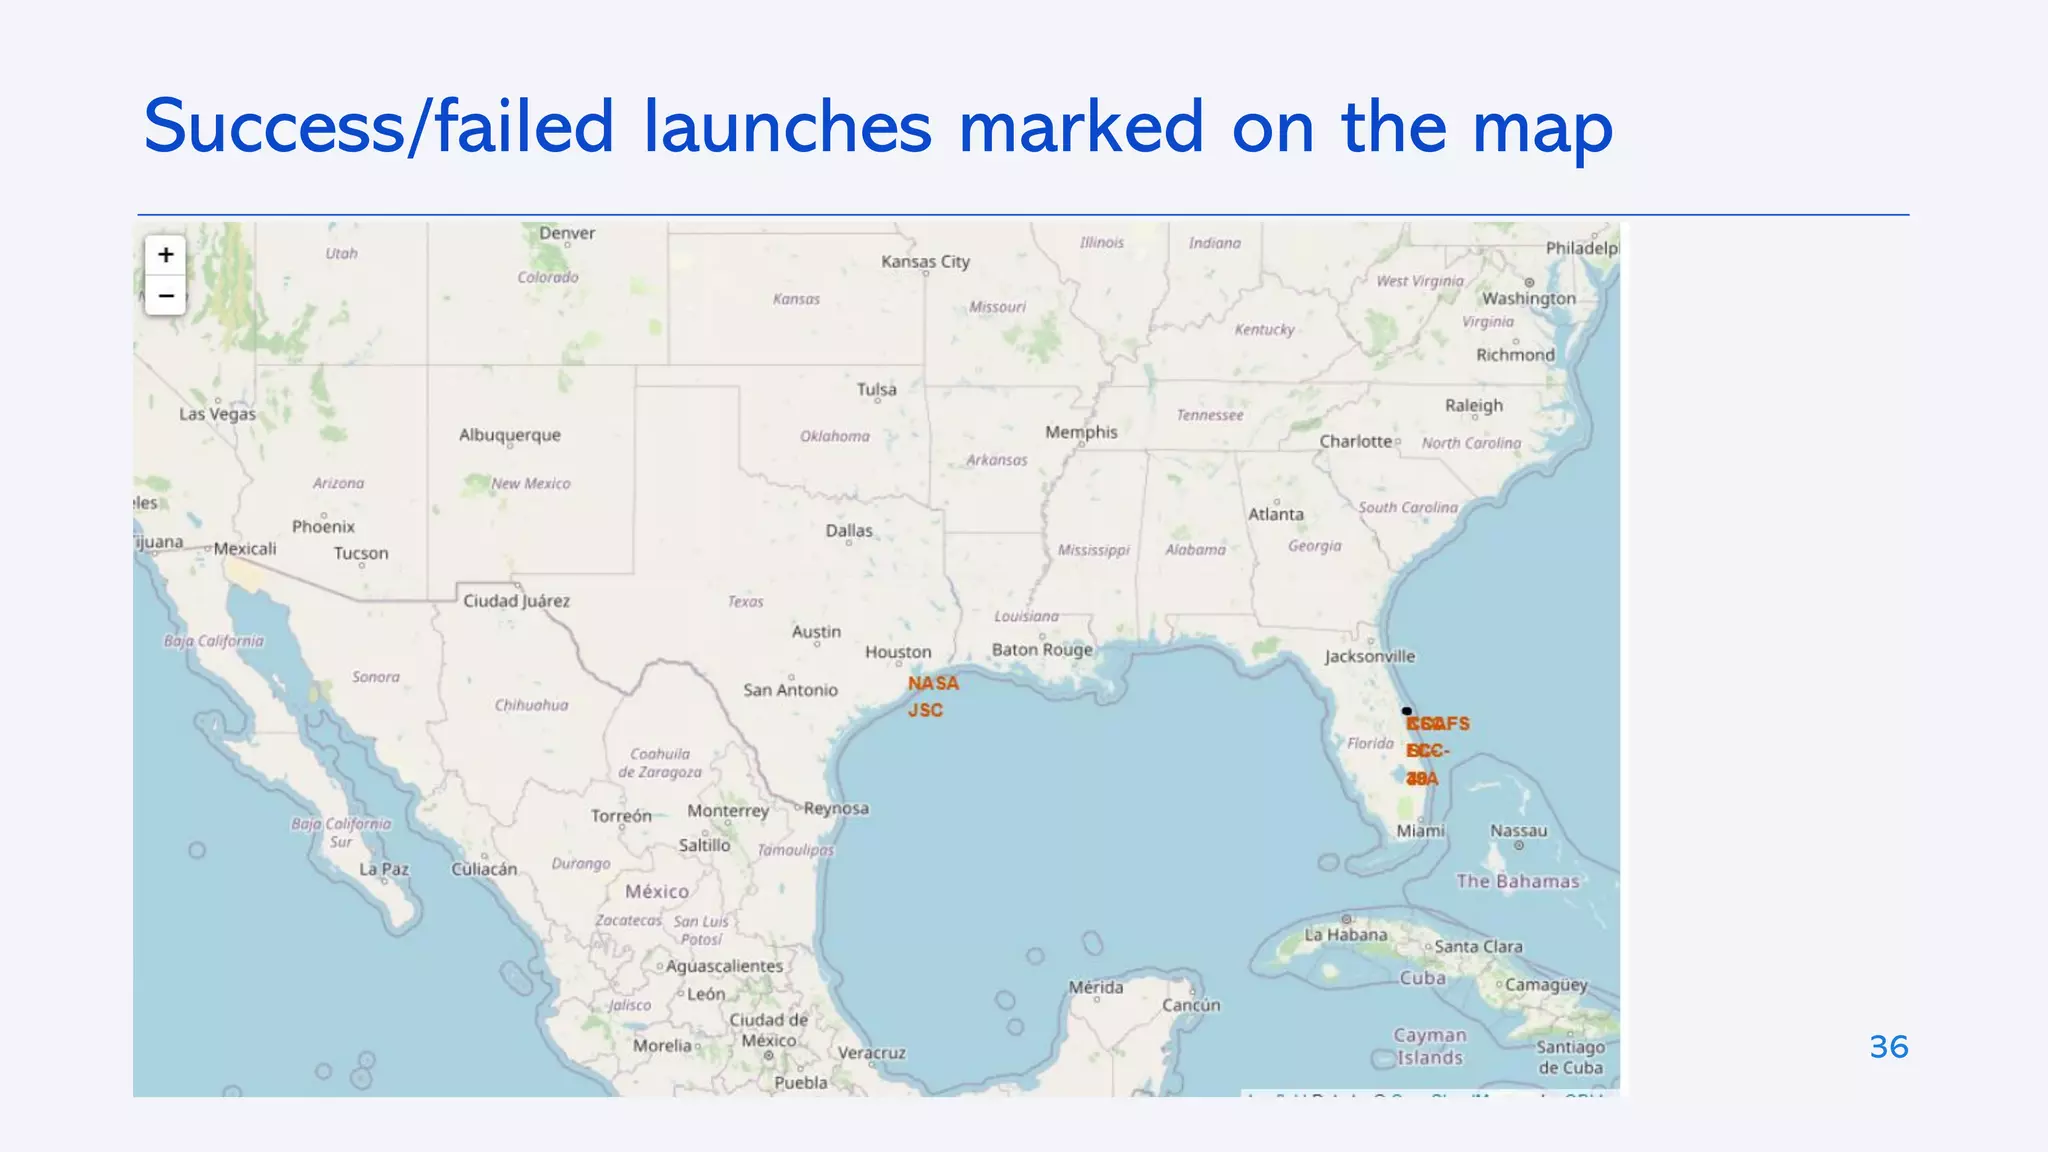 Success/failed launches marked on the map
+
−
Denver
Utah
Colorado
Kansas City
Kansas
Missouri
Illinois
Indiana
Philadelp
West Virginia
Washington
Virginia
Kentucky
Richmond
Tulsa
Las Vegas
Raleigh
Albuquerque
Oklahoma
Memphis
Tennessee
Charlotte
North Carolina
Arkansas
Arizona
New Mexico
eles
Phoenix
Dallas
Atlanta
South Carolina
ijuana
Mexicali
Tucson
Mississippi
Alabama
Georgia
Ciudad Juárez
Texas
Louisiana
Austin
Baja California
Houston
Baton Rouge
Jacksonville
Sonora
NASA
JSC
San Antonio
Chihuahua
Florida
Coahuila
de Zaragoza
Torreón
Monterrey
Reynosa
Baja California
Sur
Saltillo
Tamaulipas
Miami
Nassau
La Paz
Culiacán
Durango
México
The Bahamas
Zacatecas
San Luis
Potosí
La Habana
Santa Clara
Aguascalientes
Cuba
Camagüey
León
Jalisco
Mérida
Cancún
Ciudad de
México
Morelia
Veracruz
Cayman
Islands
Santiago
de Cuba
Puebla
36